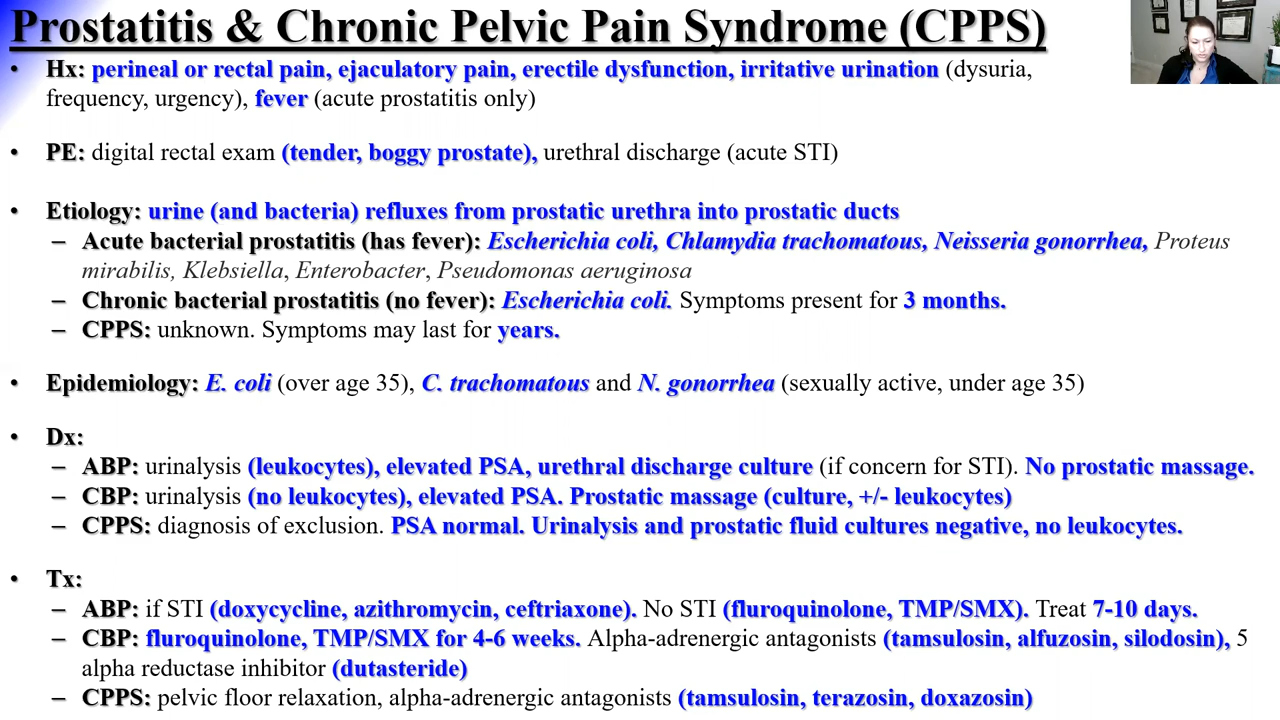 Prostatitis & Chronic Pelvic Pain Syndrome (CPPS)
• Hx: perineal or rectal pain, ejaculatory pain, erectile dysfunction, irritative urination (dysuria,
frequency, urgency), fever (acute prostatitis only)
• PE: digital rectal exam (tender, boggy prostate), urethral discharge (acute STI)
• Etiology: urine (and bacteria) refluxes from prostatic urethra into prostatic ducts
– Acute bacterial prostatitis (has fever): Escherichia coli, Chlamydia trachomatous, Neisseria gonorrhea, Proteus
mirabilis, Klebsiella, Enterobacter, Pseudomonas aeruginosa
– Chronic bacterial prostatitis (no fever): Escherichia coli. Symptoms present for 3 months.
– CPPS: unknown. Symptoms may last for years.
• Epidemiology: E. coli (over age 35), C. trachomatous and N. gonorrhea (sexually active, under age 35)
• Dx:
– ABP: urinalysis (leukocytes), elevated PSA, urethral discharge culture (if concern for STI). No prostatic massage.
– CBP: urinalysis (no leukocytes), elevated PSA. Prostatic massage (culture, +/- leukocytes)
– CPPS: diagnosis of exclusion. PSA normal. Urinalysis and prostatic fluid cultures negative, no leukocytes.
• Tx:
– ABP: if STI (doxycycline, azithromycin, ceftriaxone). No STI (fluroquinolone, TMP/SMX). Treat 7-10 days.
– CBP: fluroquinolone, TMP/SMX for 4-6 weeks. Alpha-adrenergic antagonists (tamsulosin, alfuzosin, silodosin), 5
alpha reductase inhibitor (dutasteride)
– CPPS: pelvic floor relaxation, alpha-adrenergic antagonists (tamsulosin, terazosin, doxazosin)